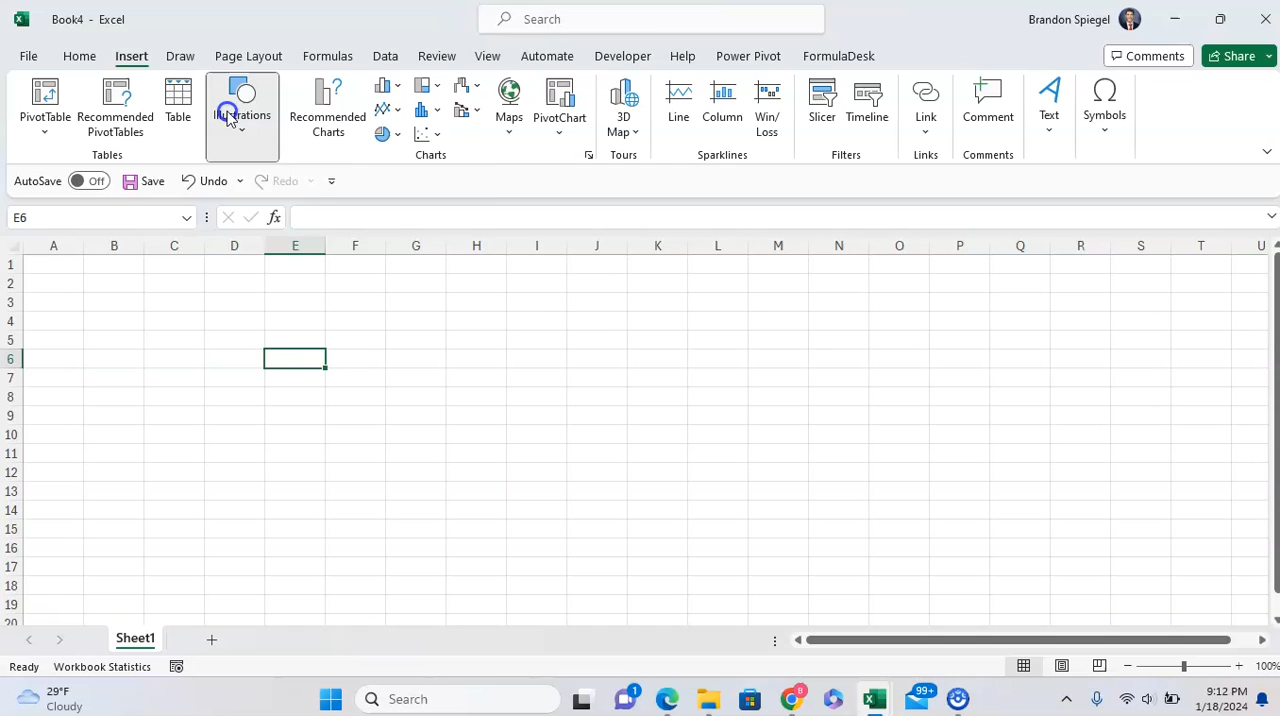 Book4 - Excel
Search
Brandon Spiegel
File Home Insert Draw Page Layout Formulas Data Review View Automate Developer Help Power Pivot FormulaDesk Comments Share
PivotTable
Recommended PivotTables
Table
Illustrations
Recommended Charts
Maps
PivotChart
3D Map
Line
Column
Win/Loss
Slicer
Timeline
Link
Comment
Text
Symbols
Tables Charts Tours Sparklines Filters Links Comments
AutoSave Off Save Undo Redo
E6 fx
A B C D E F G H I J K L M N O P Q R S T U
1
2
3
4
5
6
7
8
9
10
11
12
13
14
15
16
17
18
19
20
Sheet1
Ready Workbook Statistics 100%
29°F
Cloudy
Search
1
B
99+
9:12 PM
1/18/2024